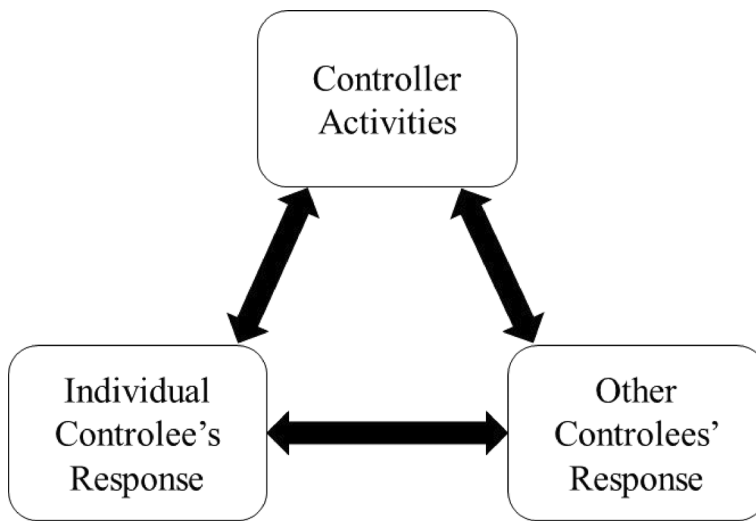 Controller
Activities
Individual
Controlee's
Response
Other
Controlees'
Response